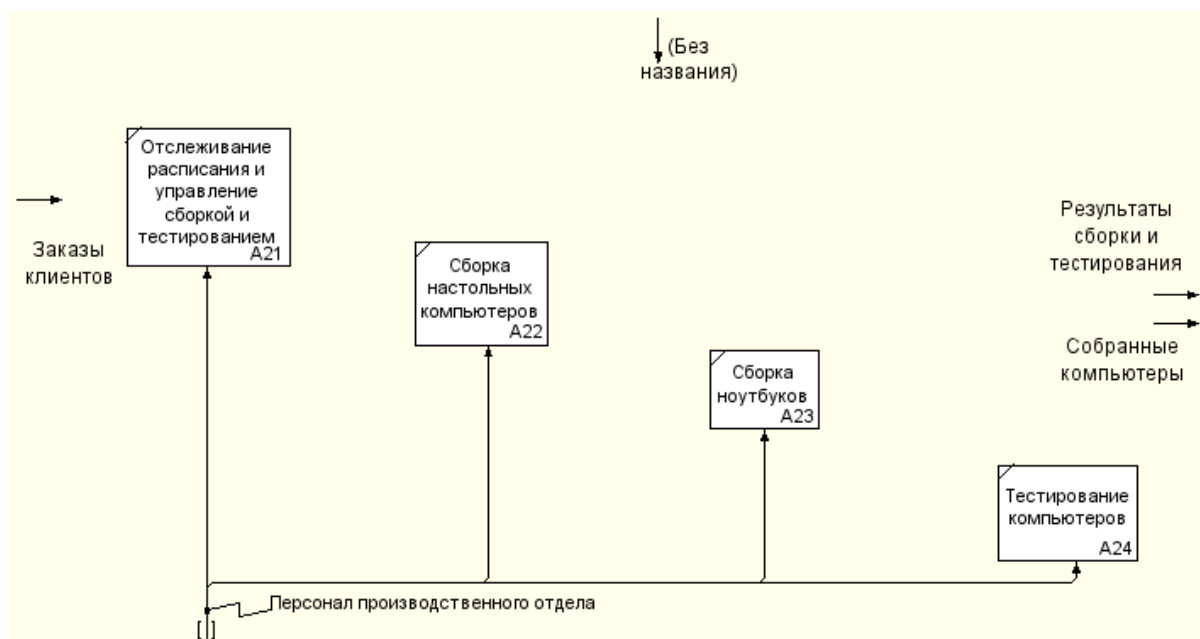 (Без
названия)
Отслеживание
расписания и
управление
сборкой и
тестированием
A21
Заказы
клиентов
Сборка
настольных
компьютеров
A22
Результаты
сборки и
тестирования
Сборка
ноутбуков
A23
Собранные
компьютеры
Тестирование
компьютеров
A24
Персонал производственного отдела